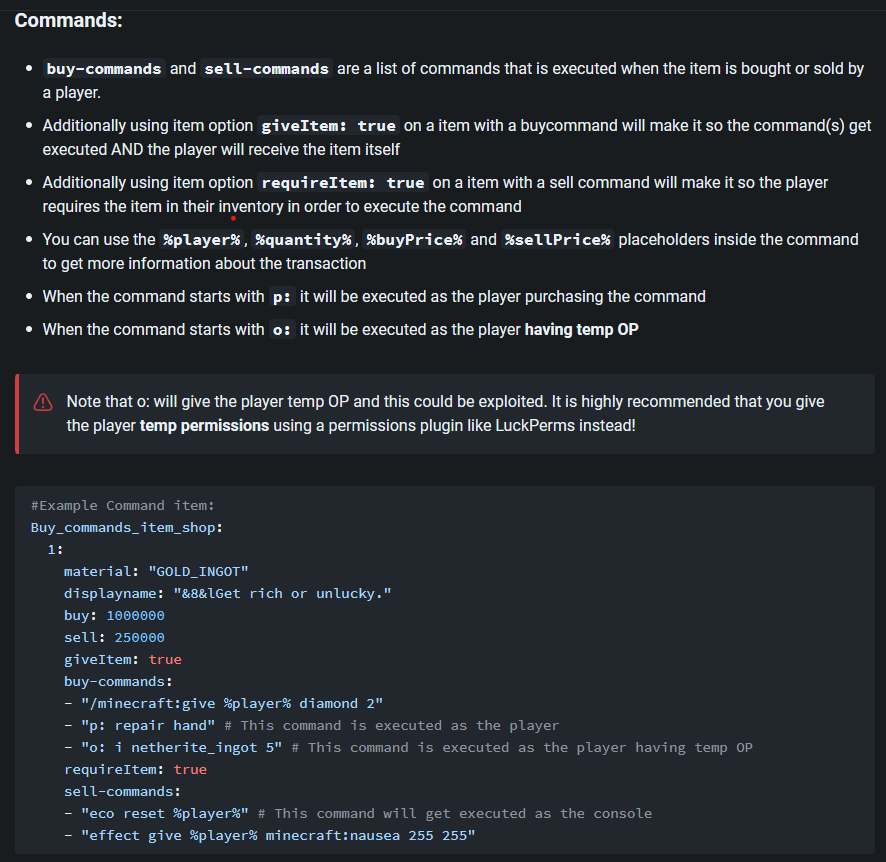 Commands:
• buy-commands and sell-commands are a list of commands that is executed when the item is bought or sold by
a player.
• Additionally using item option giveItem: true on a item with a buycommand will make it so the command(s) get
executed AND the player will receive the item itself
• Additionally using item option requireItem: true on a item with a sell command will make it so the player
requires the item in their inventory in order to execute the command
• You can use the %player%, %quantity%, %buyPrice% and %sellPrice% placeholders inside the command
to get more information about the transaction
• When the command starts with p: it will be executed as the player purchasing the command
• When the command starts with o: it will be executed as the player having temp OP
Note that o: will give the player temp OP and this could be exploited. It is highly recommended that you give
the player temp permissions using a permissions plugin like LuckPerms instead!
#Example Command item:
Buy_commands_item_shop:
  1:
    material: "GOLD_INGOT"
    displayname: "&8&lGet rich or unlucky."
    buy: 1000000
    sell: 250000
    giveItem: true
    buy-commands:
    - "/minecraft:give %player% diamond 2"
    - "p: repair hand" # This command is executed as the player
    - "o: i netherite_ingot 5" # This command is executed as the player having temp OP
    requireItem: true
    sell-commands:
    - "eco reset %player%" # This command will get executed as the console
    - "effect give %player% minecraft:nausea 255 255"